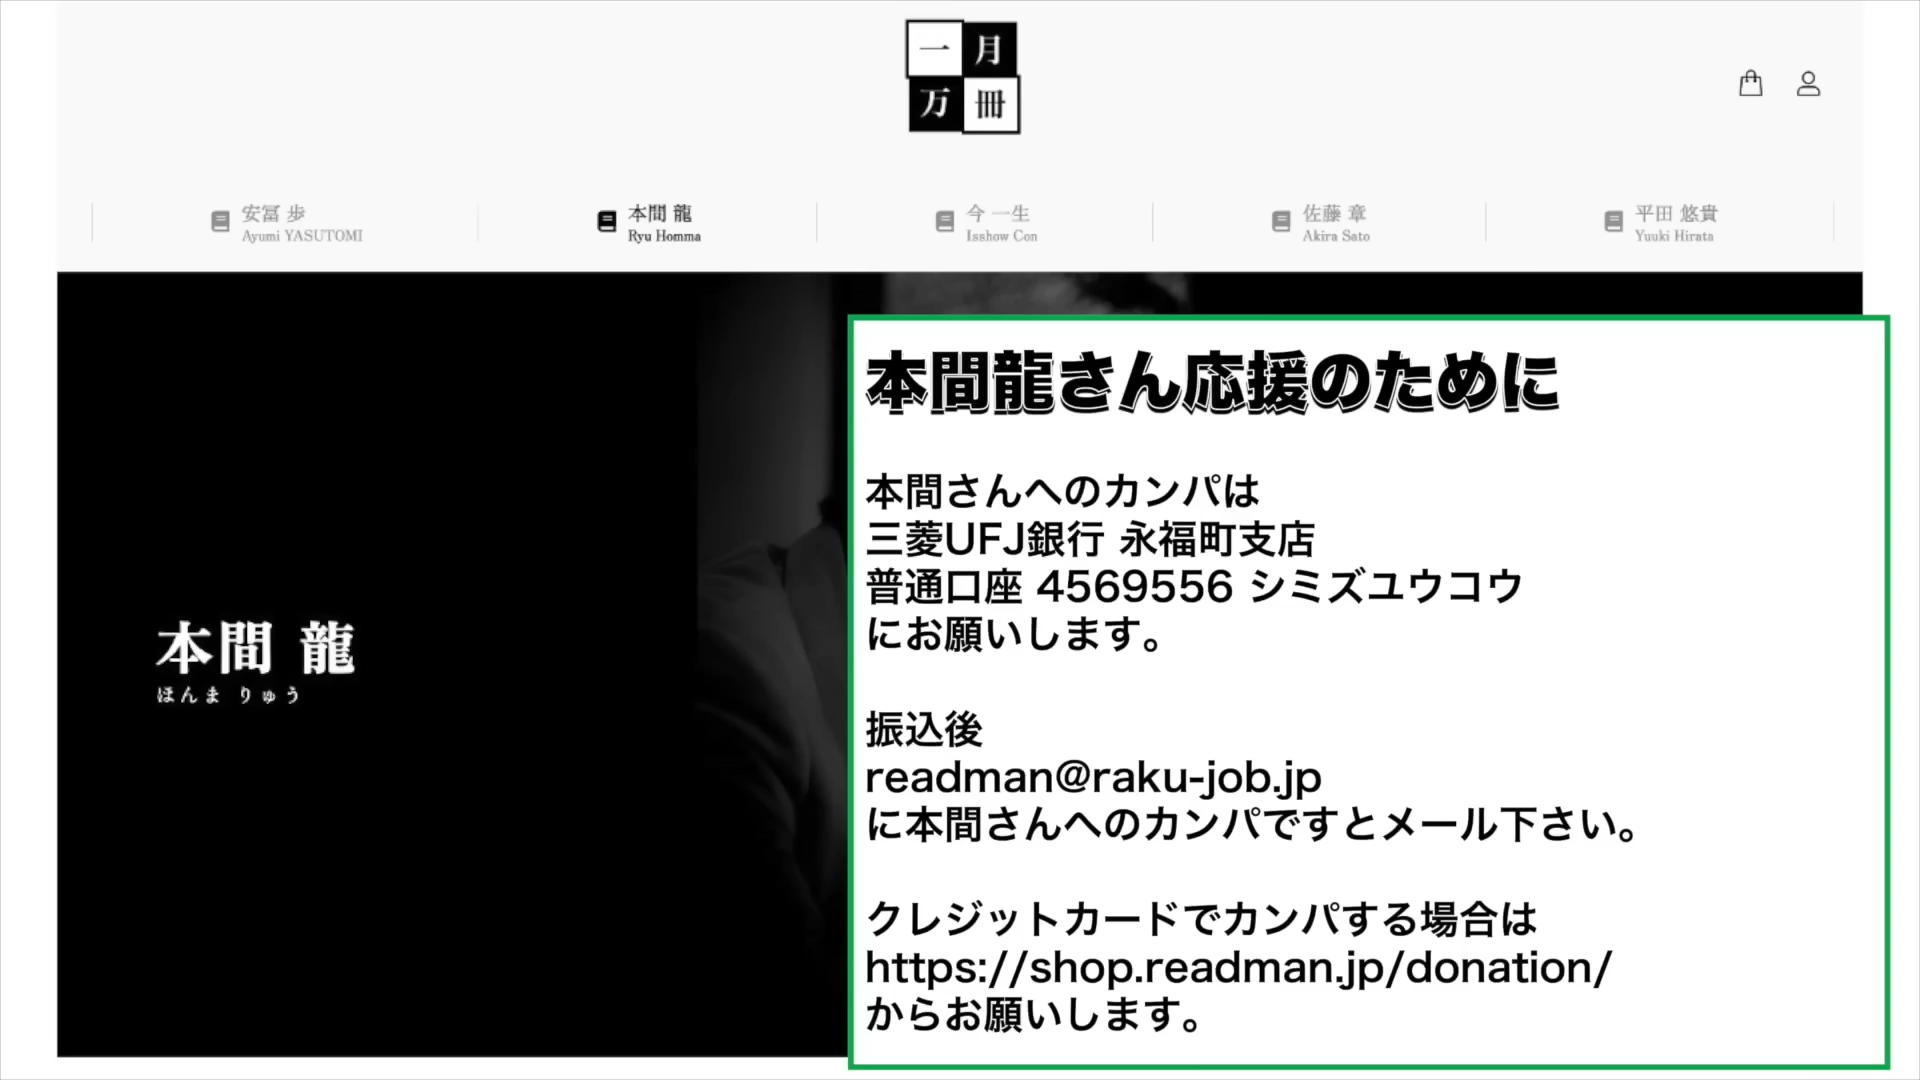 一月
万冊
安冨 歩
Ayumi YASUTOMI
本間 龍
Ryu Homma
今 一生
Isshow Con
佐藤 章
Akira Sato
平田 悠貴
Yuuki Hirata
本間 龍
ほんま りゅう
本間龍さん応援のために
本間さんへのカンパは
三菱UFJ銀行 永福町支店
普通口座 4569556 シミズユウコウ
にお願いします。
振込後
readman@raku-job.jp
に本間さんへのカンパですとメール下さい。
クレジットカードでカンパする場合は
https://shop.readman.jp/donation/
からお願いします。